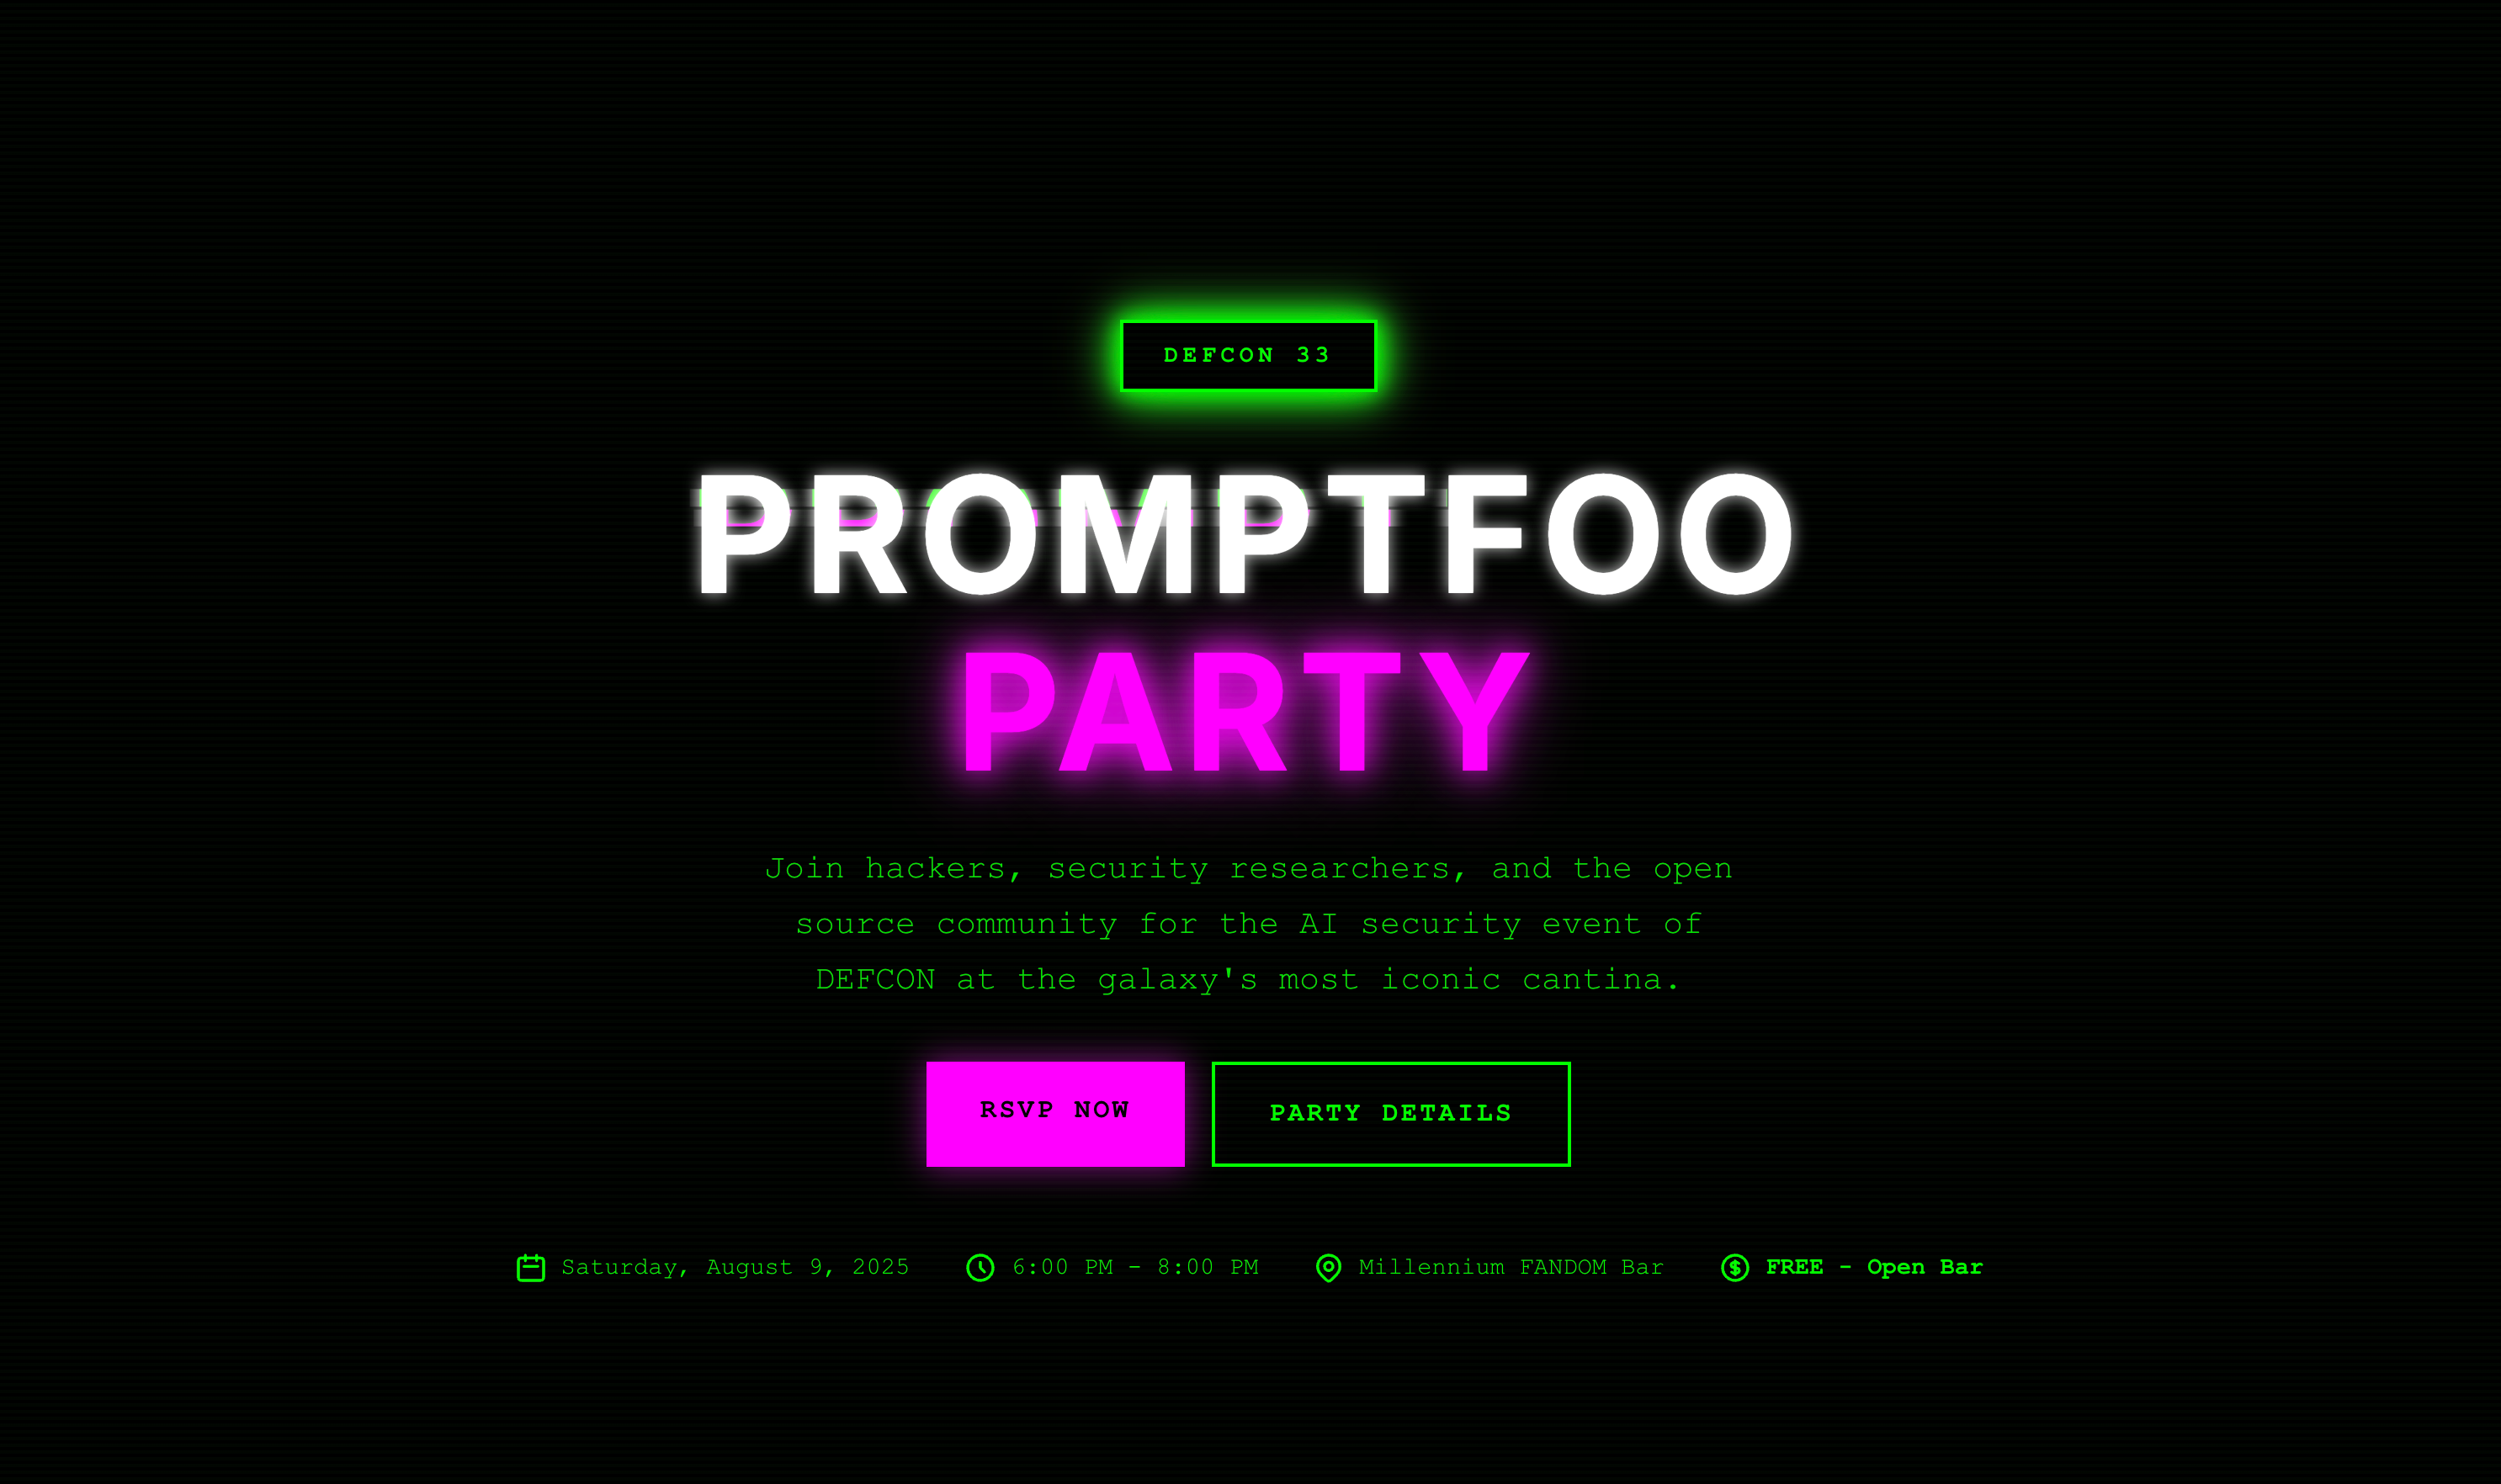 DEFCON 33
PROMPTFOO
PARTY
Join hackers, security researchers, and the open
source community for the AI security event of
DEFCON at the galaxy's most iconic cantina.
RSVP NOW
PARTY DETAILS
Saturday, August 9, 2025
6:00 PM - 8:00 PM
Millennium FANDOM Bar
FREE - Open Bar